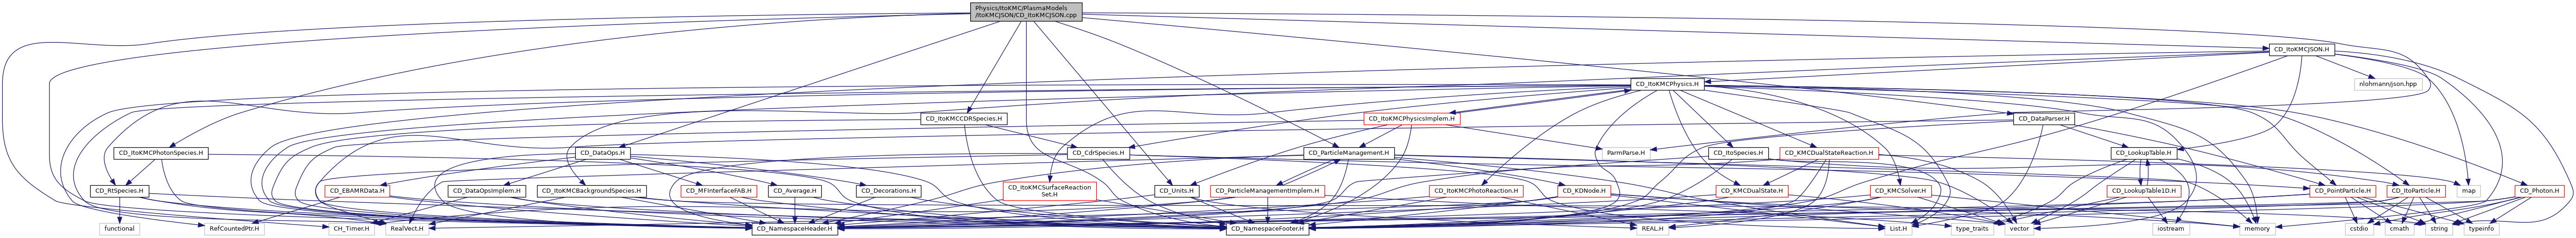 Physics/ItoKMC/PlasmaModels
/ItoKMCJSON/CD_ItoKMCJSON.cpp
CD_ItoKMCJSON.H
nlohmann/json.hpp
CD_ItoKMCPhysics.H
CD_ItoKMCCDRSpecies.H
CD_ItoKMCPhysicsImplem.H
CD_DataParser.H
CD_ItoKMCPhotonSpecies.H
CD_DataOps.H
CD_CdrSpecies.H
CD_ParticleManagement.H
ParmParse.H
CD_ItoSpecies.H
CD_KMCDualStateReaction.H
CD_LookupTable.H
CD_RtSpecies.H
CD_EBAMRData.H
CD_DataOpsImplem.H
CD_ItoKMCBackgroundSpecies.H
CD_MFInterfaceFAB.H
CD_Average.H
CD_Decorations.H
CD_ItoKMCSurfaceReaction
Set.H
CD_Units.H
CD_ParticleManagementImplem.H
CD_ItoKMCPhotoReaction.H
CD_KDNode.H
CD_KMCDualState.H
CD_KMCSolver.H
CD_LookupTable1D.H
CD_PointParticle.H
CD_ItoParticle.H
map
CD_Photon.H
functional
RefCountedPtr.H
CH_Timer.H
RealVect.H
CD_NamespaceHeader.H
CD_NamespaceFooter.H
REAL.H
List.H
type_traits
vector
iostream
memory
cstdio
cmath
string
typeinfo